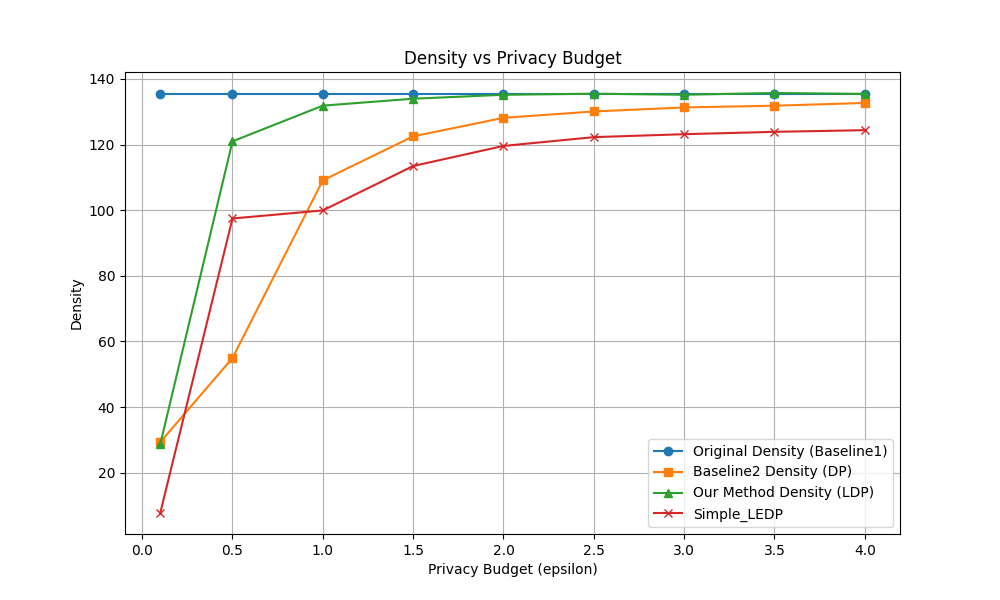 Density vs Privacy Budget
Density
140
120
100
80
60
40
20
0.0 0.5 1.0 1.5 2.0 2.5 3.0 3.5 4.0
Privacy Budget (epsilon)
Original Density (Baseline1)
Baseline2 Density (DP)
Our Method Density (LDP)
Simple_LEDP